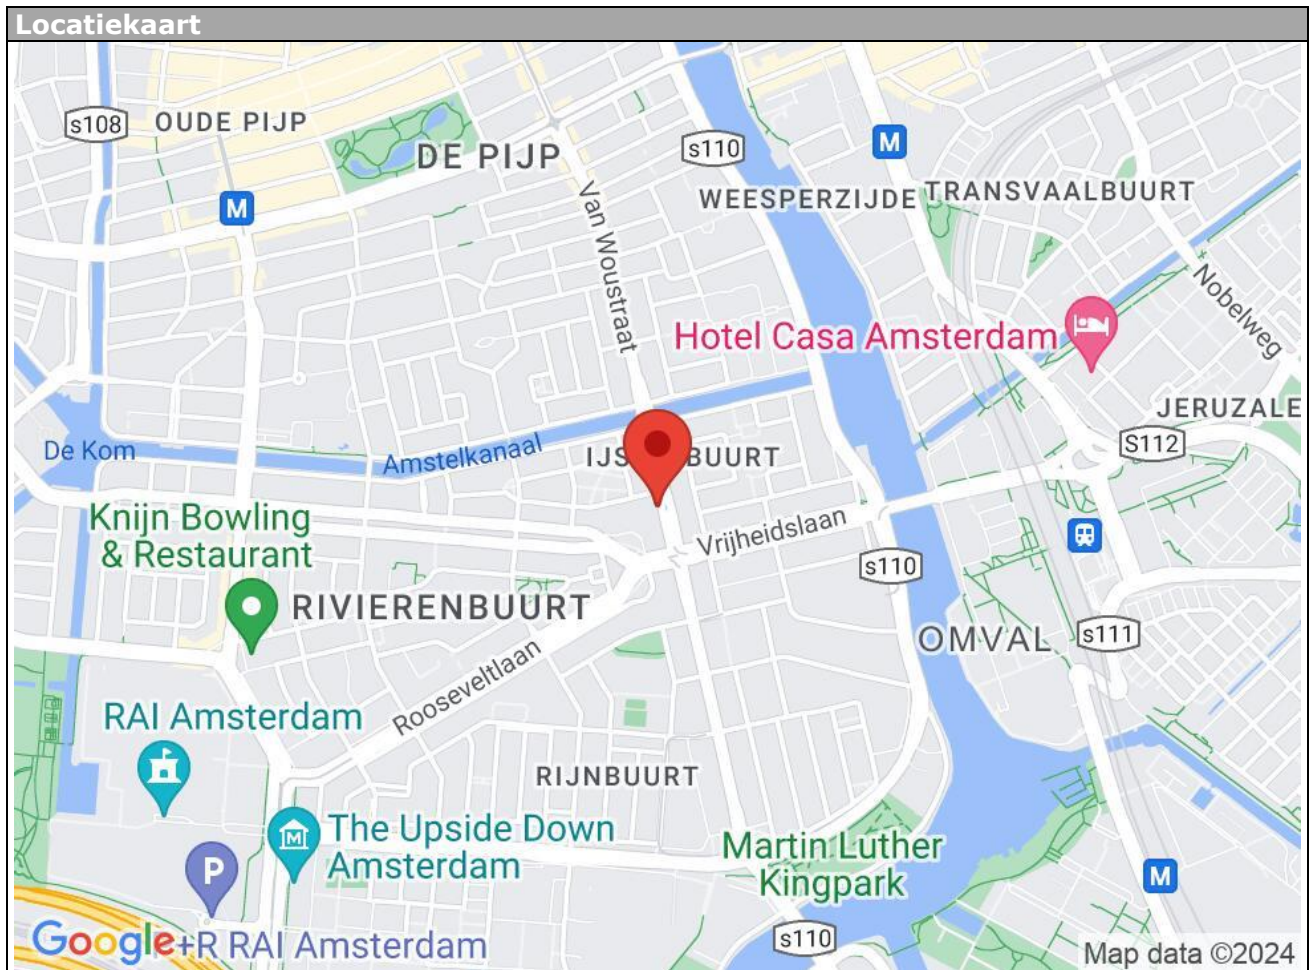 Locatiekaart
s108
OUDE PIJP
DE PIJP
s110
M
M
WEESPERZIJDE
TRANSVAALBUURT
Van Woustraat
Nobelweg
Hotel Casa Amsterdam
JERUZALE
De Kom
Amstelkanaal
IJS
BUURT
S112
Knijn Bowling
& Restaurant
Vrijheidslaan
s110
RIVIERENBUURT
OMVAL
s111
Rooseveltlaan
RAI Amsterdam
RIJNBUURT
The Upside Down
Amsterdam
M
Martin Luther
Kingpark
P
M
Google
+R RAI Amsterdam
s110
Map data ©2024